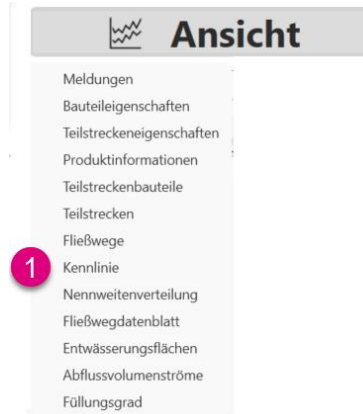 Ansicht
Meldungen
Bauteileigenschaften
Teilstreckeneigenschaften
Produktinformationen
Teilstreckenbauteile
Teilstrecken
Fließwege
1 Kennlinie
Nennweitenverteilung
Fließwegdatenblatt
Entwässerungsflächen
Abflussvolumenströme
Füllungsgrad